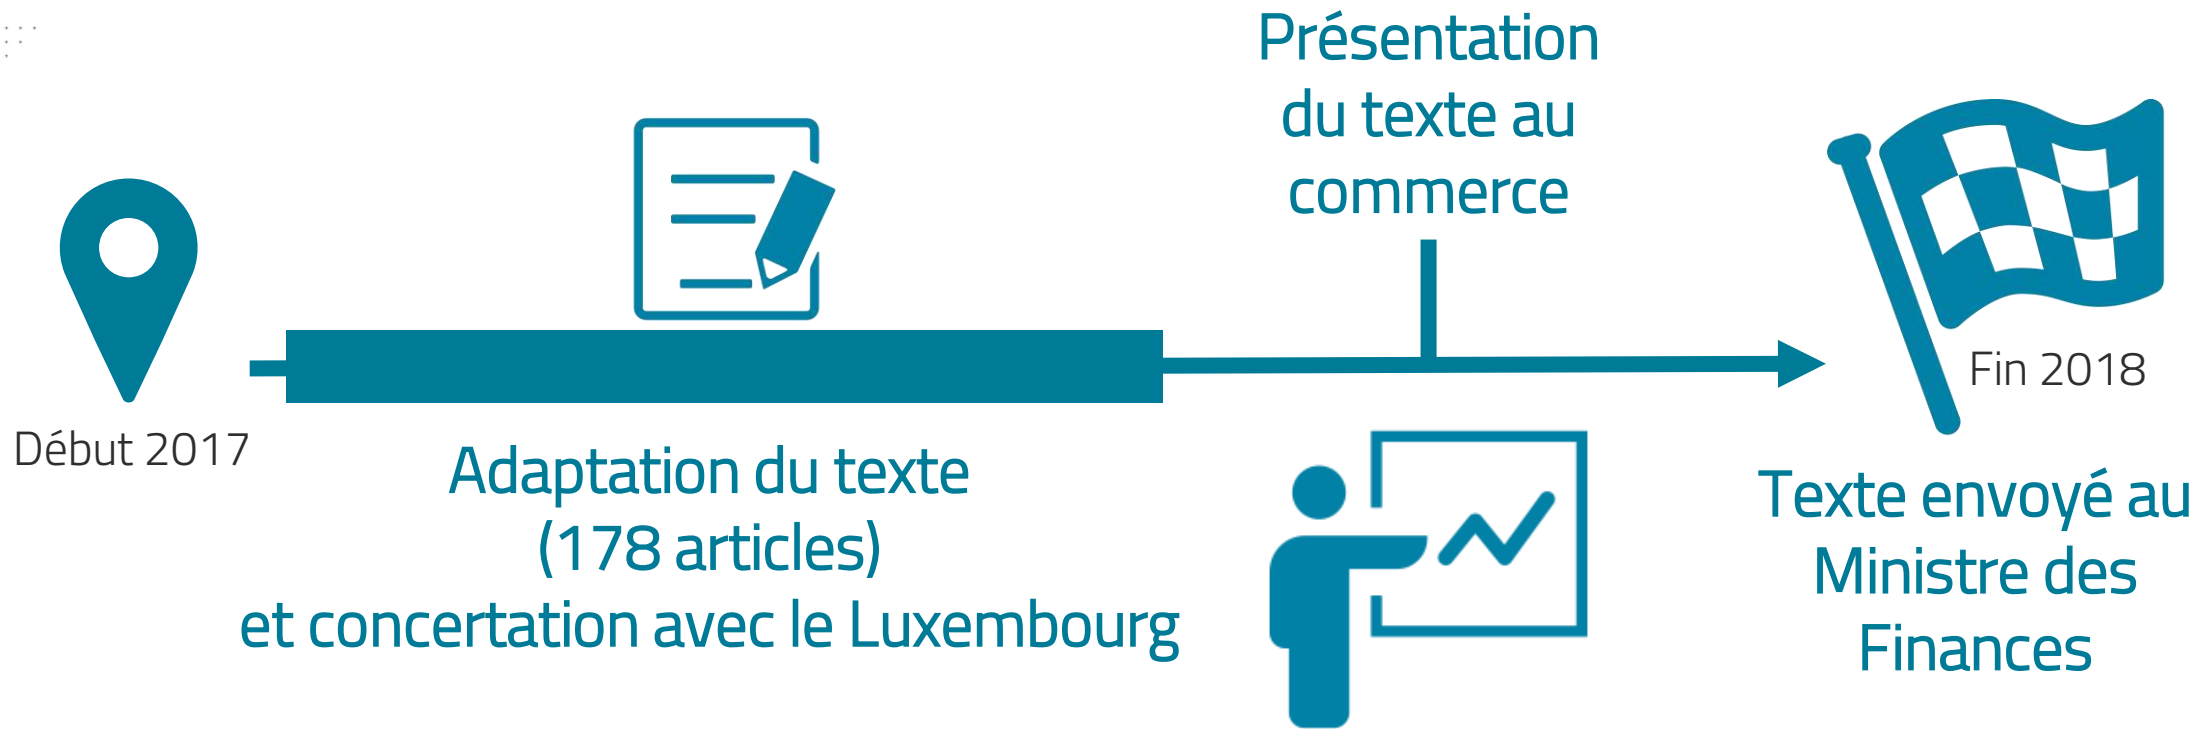 Début 2017
Adaptation du texte
(178 articles)
et concertation avec le Luxembourg
Présentation
du texte au
commerce
Fin 2018
Texte envoyé au
Ministre des
Finances